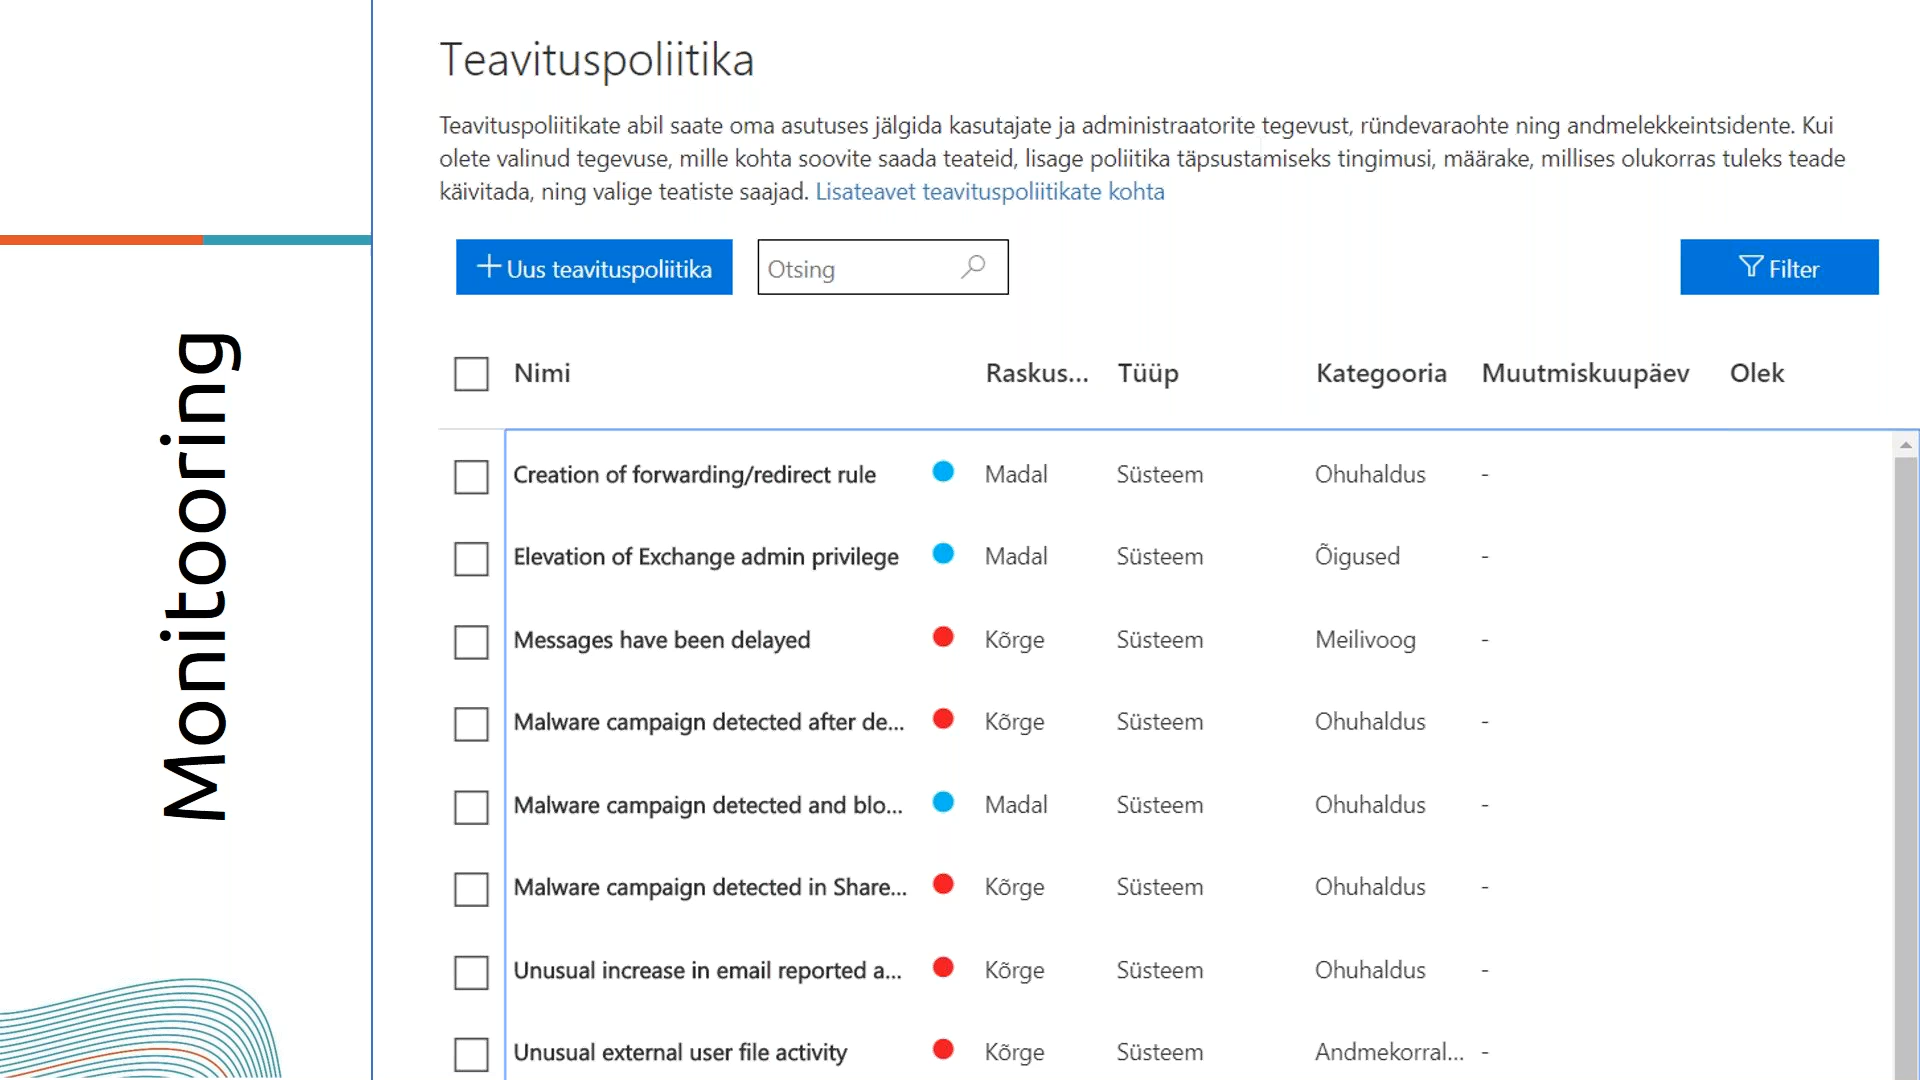 Monitooring
Teavituspoliitika
Teavituspoliitikate abil saate oma asutuses jälgida kasutajate ja administraatorite tegevust, ründevaraohte ning andmelekkeintsidente. Kui
olete valinud tegevuse, mille kohta soovite saada teateid, lisage poliitika täpsustamiseks tingimusi, määrake, millises olukorras tuleks teade
käivitada, ning valige teatiste saajad. Lisateavet teavituspoliitikate kohta
+ Uus teavituspoliitika Otsing Filter
Nimi Raskus... Tüüp Kategooria Muutmiskuupäev Olek
Creation of forwarding/redirect rule Madal Süsteem Ohuhaldus -
Elevation of Exchange admin privilege Madal Süsteem Õigused -
Messages have been delayed Kõrge Süsteem Meilivoog -
Malware campaign detected after de... Kõrge Süsteem Ohuhaldus -
Malware campaign detected and blo... Madal Süsteem Ohuhaldus -
Malware campaign detected in Share... Kõrge Süsteem Ohuhaldus -
Unusual increase in email reported a... Kõrge Süsteem Ohuhaldus -
Unusual external user file activity Kõrge Süsteem Andmekorral... -